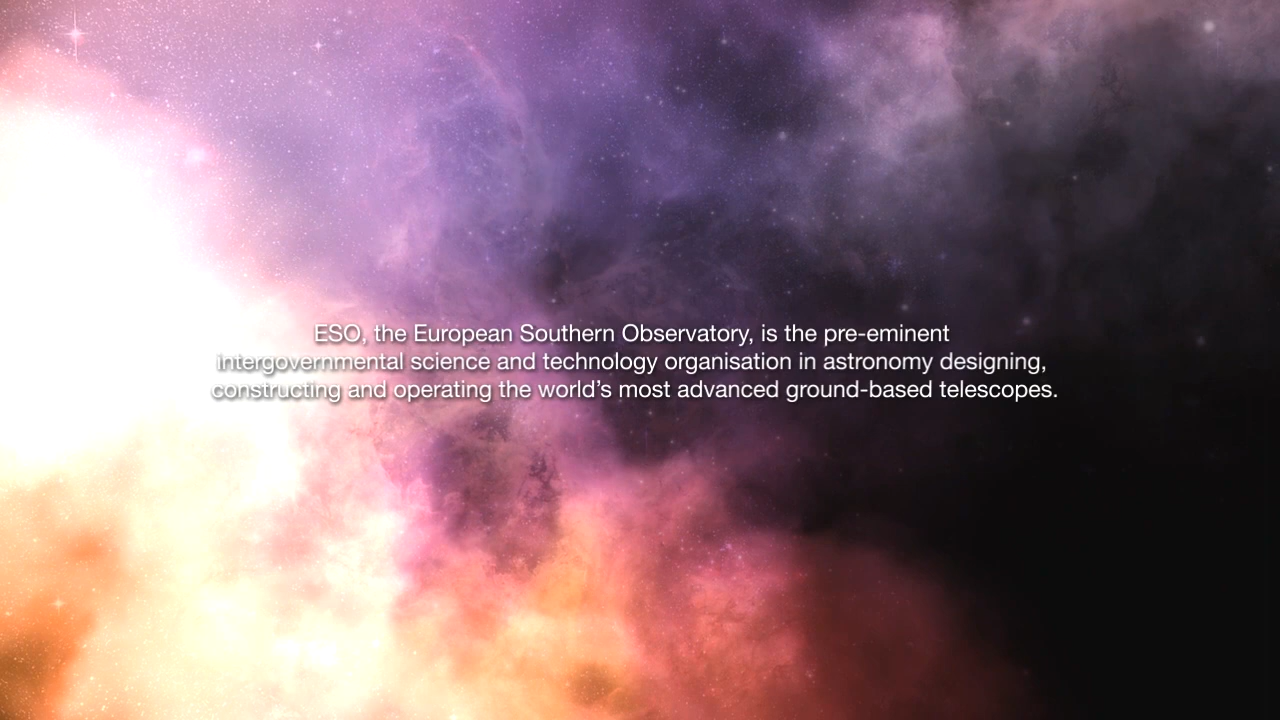 ESO, the European Southern Observatory, is the pre-eminent
intergovernmental science and technology organisation in astronomy designing,
constructing and operating the world’s most advanced ground-based telescopes.